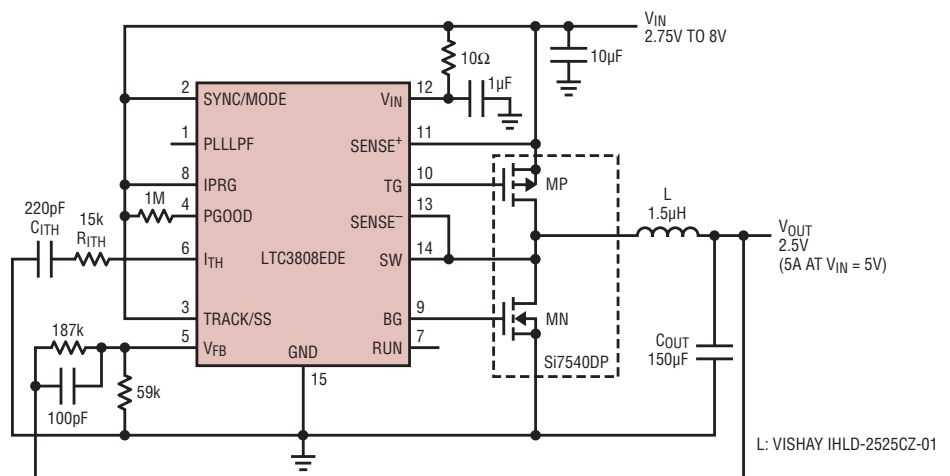 VIN
2.75V TO 8V
10Ω
10µF
1µF
2 SYNC/MODE
VIN 12
1 PLLLPF
SENSE+ 11
8 IPRG
TG 10
MP
1M
4 PGOOD
SENSE− 13
220pF
CITH
15k
RITH
6 ITH
LTC3808EDE
SW 14
L
1.5µH
VOUT
2.5V
(5A AT VIN = 5V)
3 TRACK/SS
BG 9
MN
187k
5 VFB
GND
RUN 7
Si7540DP
COUT
150µF
15
59k
100pF
L: VISHAY IHLD-2525CZ-01